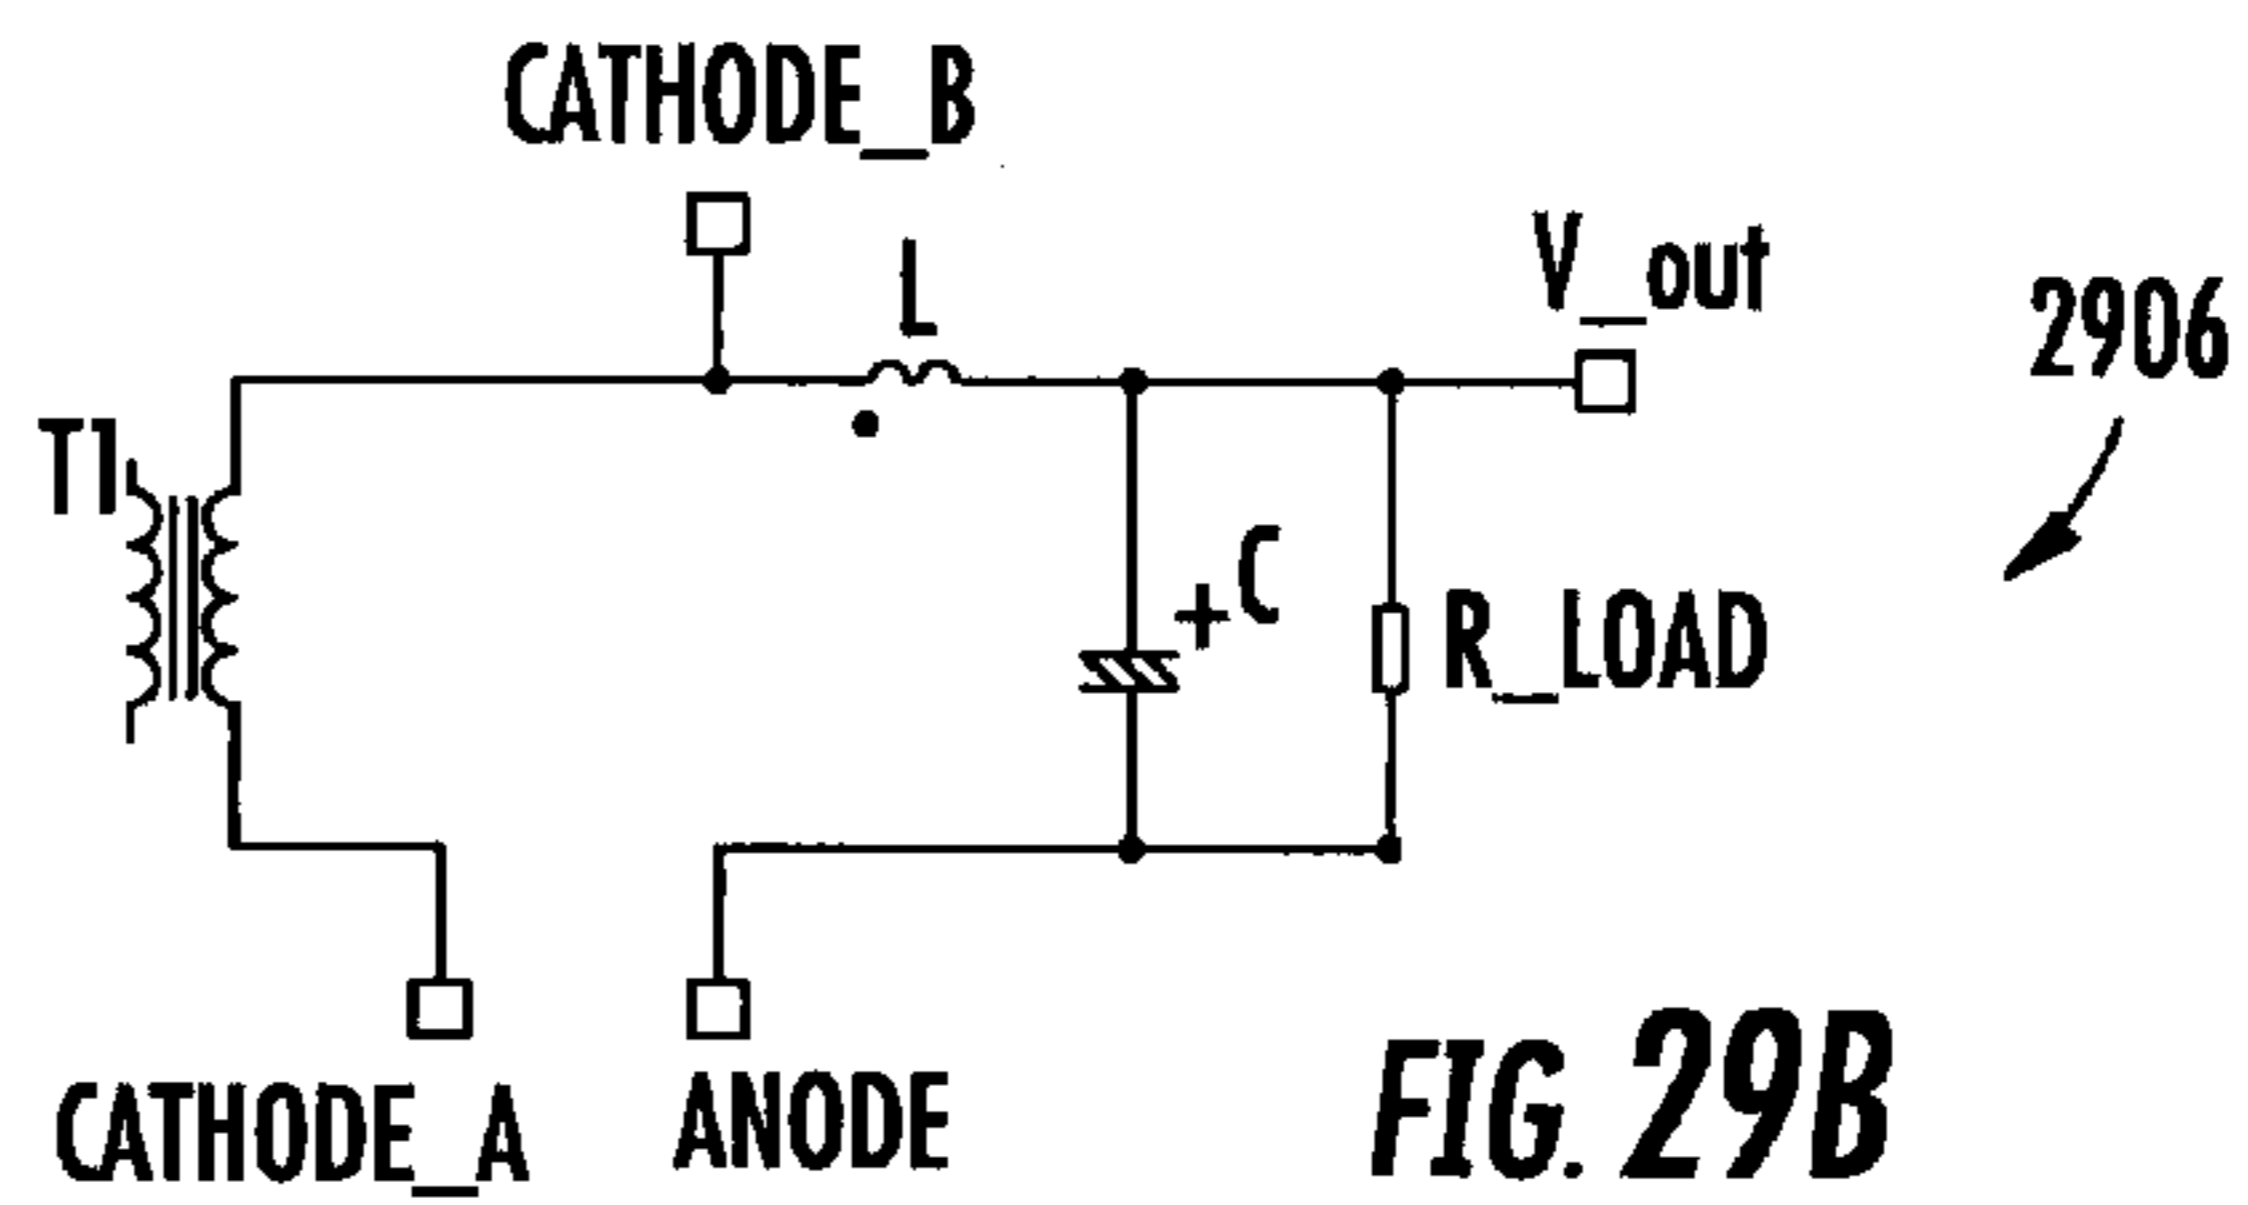 CATHODE_B
L
V_out
2906
T1
+C
R_LOAD
CATHODE_A
ANODE
FIG. 29B